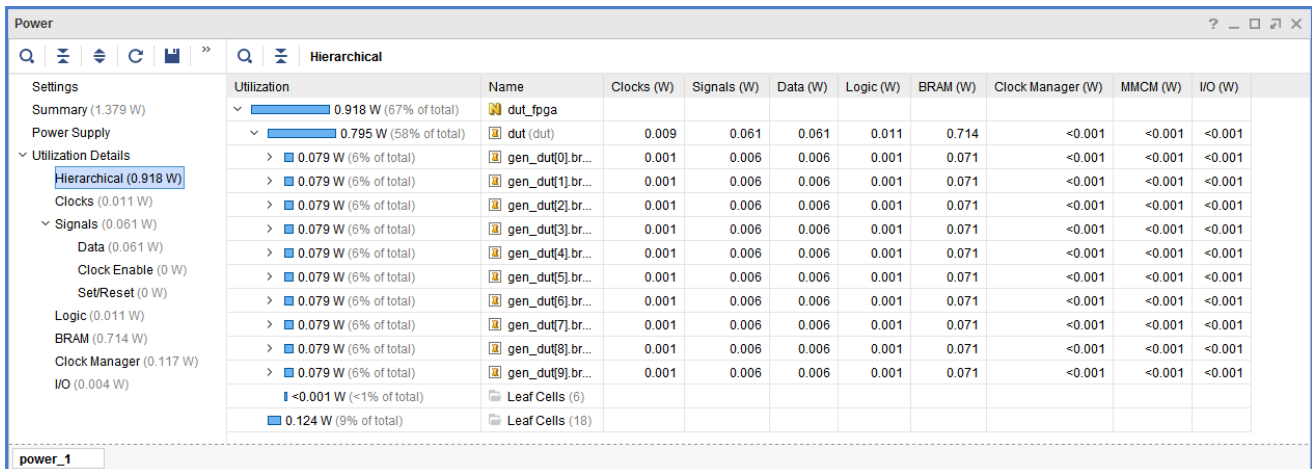 Power
Hierarchical
Settings
Summary (1.379 W)
Power Supply
Utilization Details
Hierarchical (0.918 W)
Clocks (0.011 W)
Signals (0.061 W)
Data (0.061 W)
Clock Enable (0 W)
Set/Reset (0 W)
Logic (0.011 W)
BRAM (0.714 W)
Clock Manager (0.117 W)
I/O (0.004 W)
Utilization Name Clocks (W) Signals (W) Data (W) Logic (W) BRAM (W) Clock Manager (W) MMCM (W) I/O (W)
0.918 W (67% of total) dut_fpga
0.795 W (58% of total) dut (dut) 0.009 0.061 0.061 0.011 0.714 <0.001 <0.001 <0.001
0.079 W (6% of total) gen_dut[0].br... 0.001 0.006 0.006 0.001 0.071 <0.001 <0.001 <0.001
0.079 W (6% of total) gen_dut[1].br... 0.001 0.006 0.006 0.001 0.071 <0.001 <0.001 <0.001
0.079 W (6% of total) gen_dut[2].br... 0.001 0.006 0.006 0.001 0.071 <0.001 <0.001 <0.001
0.079 W (6% of total) gen_dut[3].br... 0.001 0.006 0.006 0.001 0.071 <0.001 <0.001 <0.001
0.079 W (6% of total) gen_dut[4].br... 0.001 0.006 0.006 0.001 0.071 <0.001 <0.001 <0.001
0.079 W (6% of total) gen_dut[5].br... 0.001 0.006 0.006 0.001 0.071 <0.001 <0.001 <0.001
0.079 W (6% of total) gen_dut[6].br... 0.001 0.006 0.006 0.001 0.071 <0.001 <0.001 <0.001
0.079 W (6% of total) gen_dut[7].br... 0.001 0.006 0.006 0.001 0.071 <0.001 <0.001 <0.001
0.079 W (6% of total) gen_dut[8].br... 0.001 0.006 0.006 0.001 0.071 <0.001 <0.001 <0.001
0.079 W (6% of total) gen_dut[9].br... 0.001 0.006 0.006 0.001 0.071 <0.001 <0.001 <0.001
<0.001 W (<1% of total) Leaf Cells (6)
0.124 W (9% of total) Leaf Cells (18)
power_1